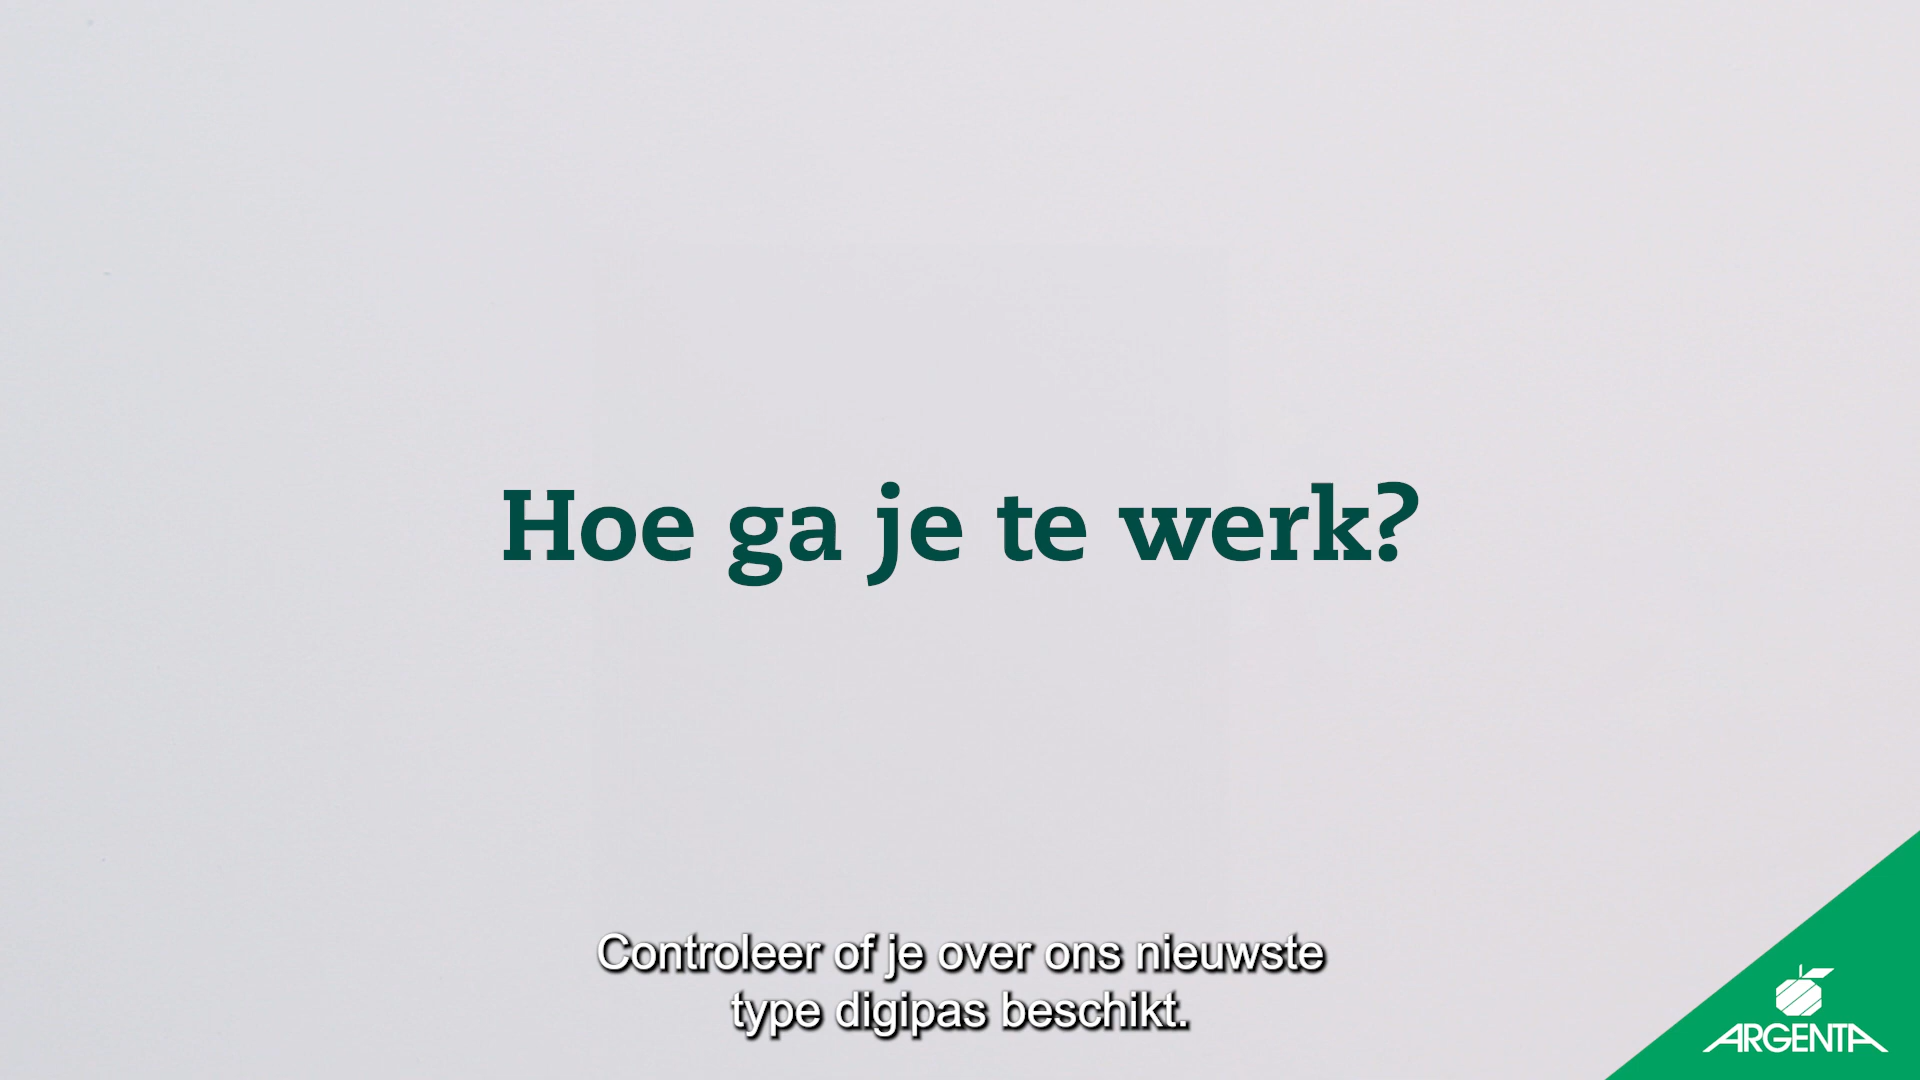 Hoe ga je te werk?
Controleer of je over ons nieuwste
type digipas beschikt.
ARGENTA